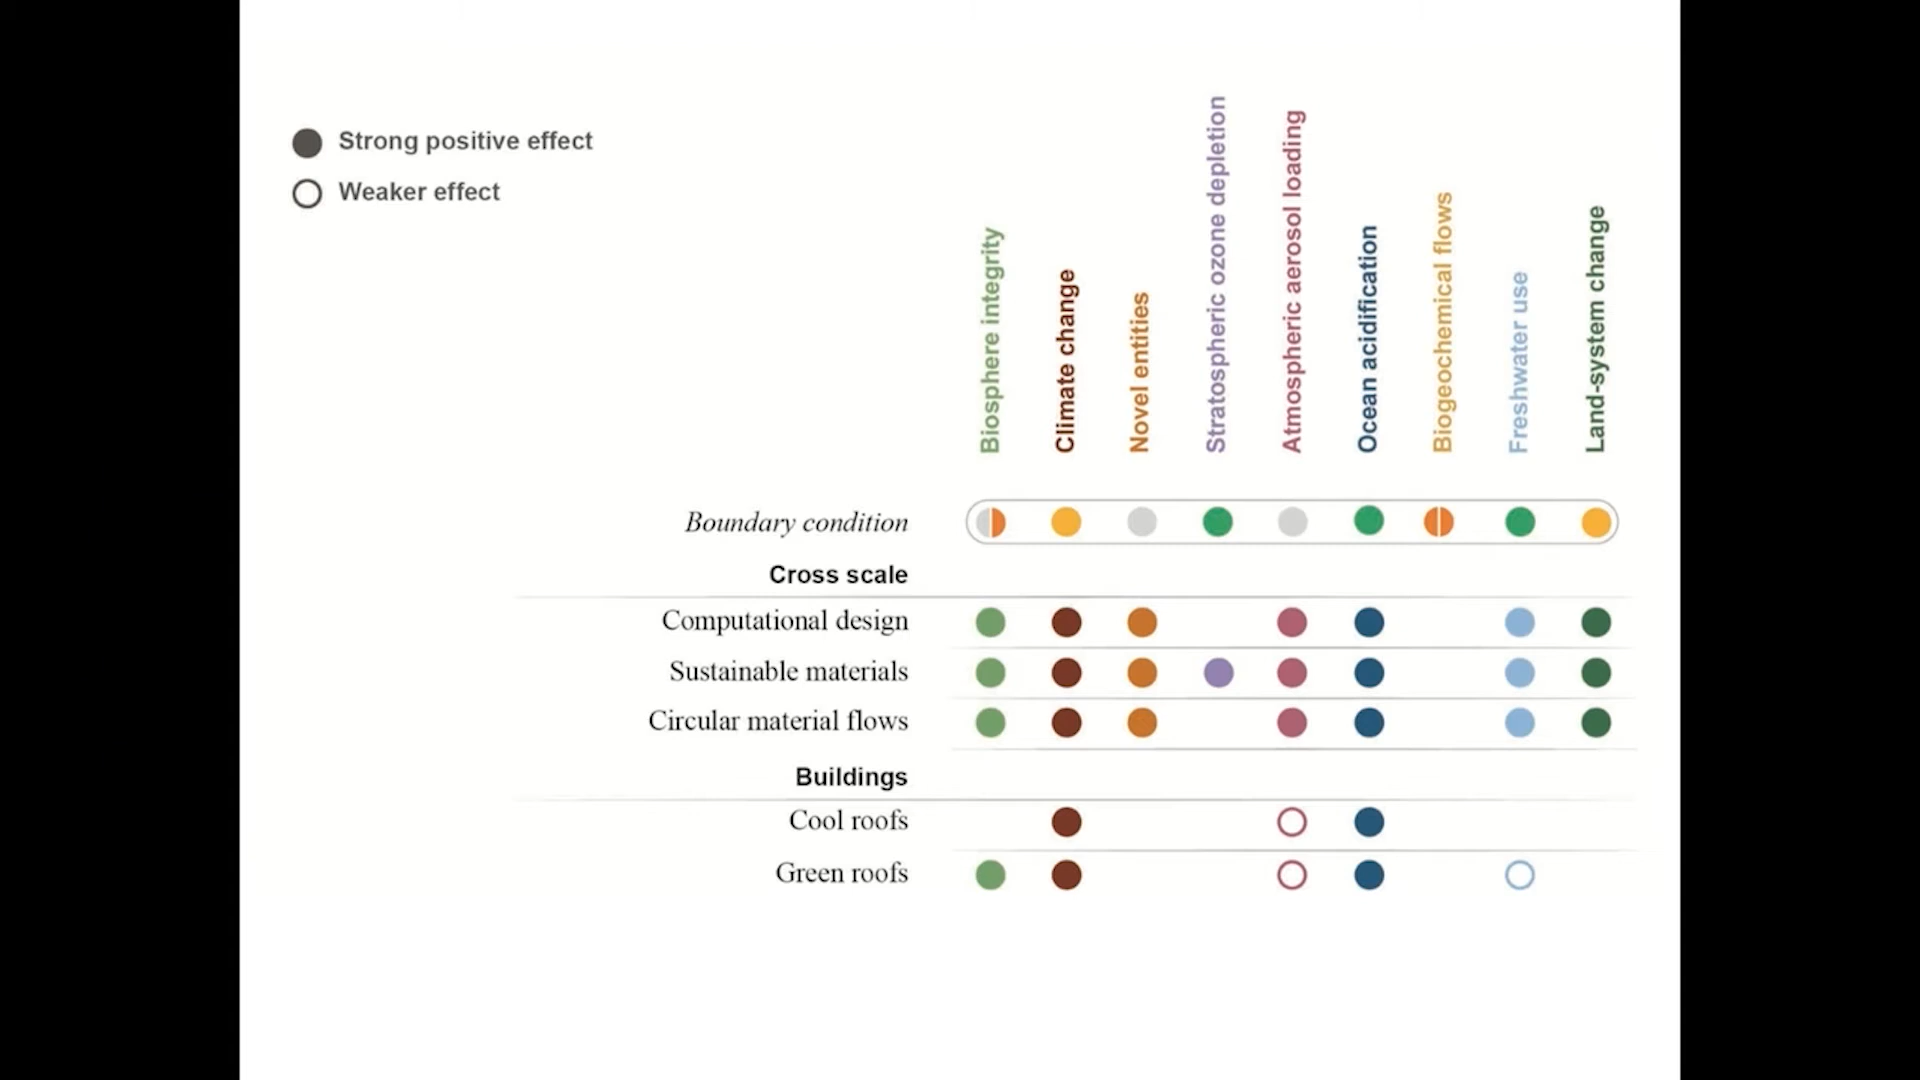 Strong positive effect
Weaker effect
Biosphere integrity
Climate change
Novel entities
Stratospheric ozone depletion
Atmospheric aerosol loading
Ocean acidification
Biogeochemical flows
Freshwater use
Land-system change
Boundary condition
Cross scale
Computational design
Sustainable materials
Circular material flows
Buildings
Cool roofs
Green roofs